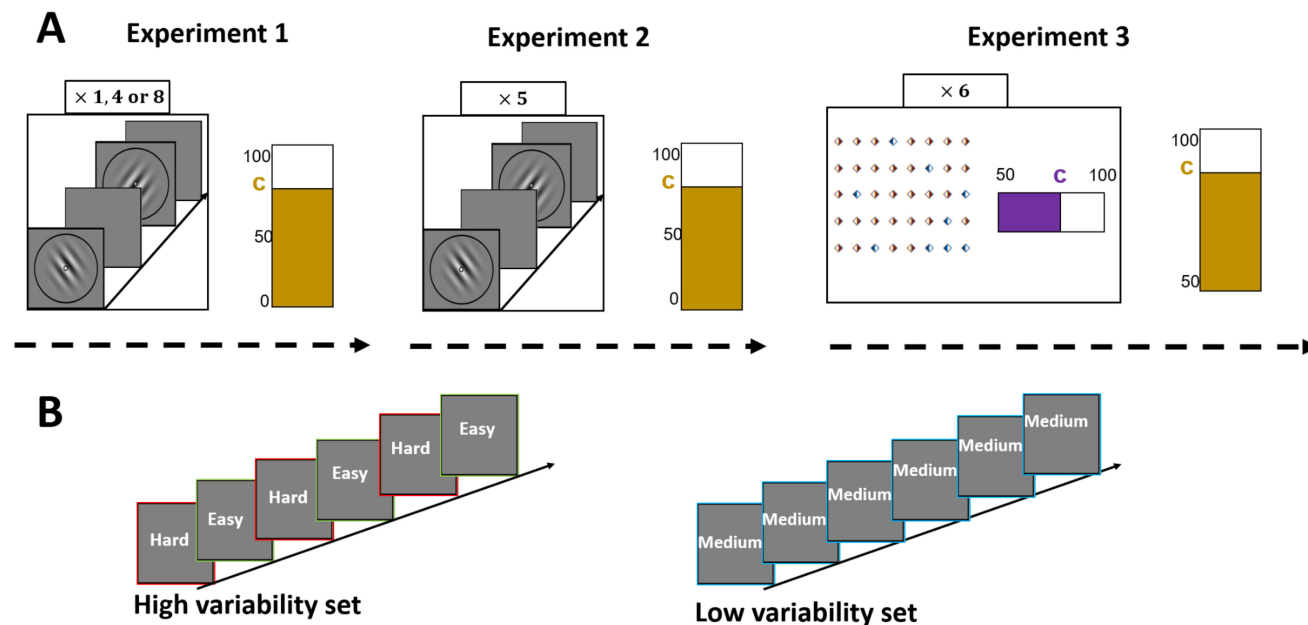 A
Experiment 1
Experiment 2
Experiment 3
× 1, 4 or 8
× 5
× 6
100
C
50
0
100
C
50
0
50
C
100
100
C
50
B
Hard
Easy
Hard
Easy
Hard
Easy
High variability set
Medium
Medium
Medium
Medium
Medium
Medium
Low variability set